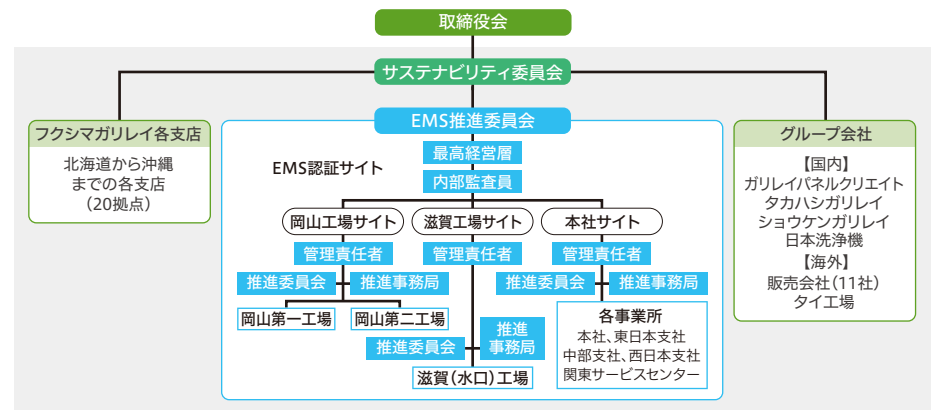 取締役会
サステナビリティ委員会
フクシマガリレイ各支店
北海道から沖縄
までの各支店
（20拠点）
EMS推進委員会
EMS認証サイト
最高経営層
内部監査員
岡山工場サイト
滋賀工場サイト
本社サイト
管理責任者
管理責任者
管理責任者
推進委員会
推進事務局
推進委員会
推進事務局
岡山第一工場
岡山第二工場
推進委員会
推進
事務局
滋賀（水口）工場
各事業所
本社、東日本支社
中部支社、西日本支社
関東サービスセンター
グループ会社
【国内】
ガリレイパネルクリエイト
タカハシガリレイ
ショウケンガリレイ
日本洗浄機
【海外】
販売会社（11社）
タイ工場